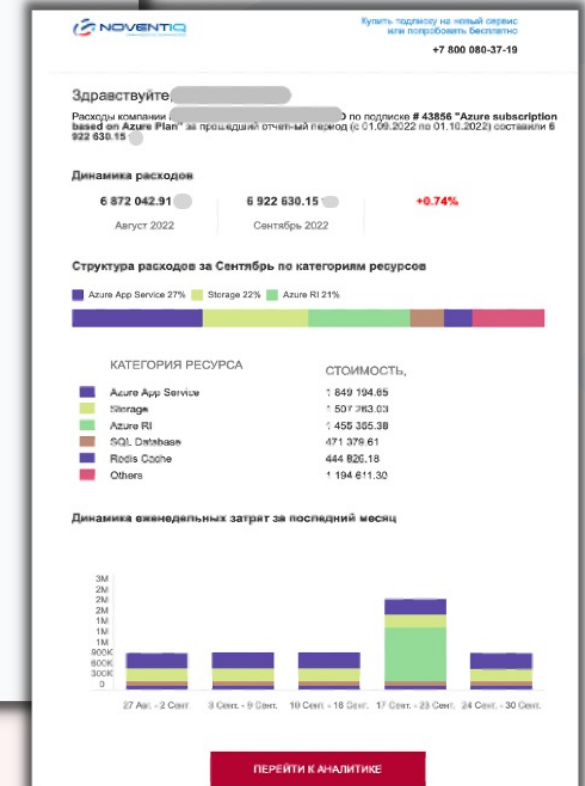 NOVENTIQ
Купить подписку на новый сервис
или попробовать бесплатно
+7 800 080-37-19
Здравствуйте,
Расходы компании
по подписке # 43856 "Azure subscription
based on Azure Plan" за прошедший отчетный период (с 01.09.2022 по 01.10.2022) составили 6
922 630.15
Динамика расходов
6 872 042.91 6 922 630.15 +0.74%
Август 2022 Сентябрь 2022
Структура расходов за Сентябрь по категориям ресурсов
Azure App Service 27% Storage 22% Azure RI 21%
КАТЕГОРИЯ РЕСУРСА СТОИМОСТЬ,
Azure App Service 1 849 194.65
Storage 1 507 263.03
Azure RI 1 455 355.38
SQL Database 471 379.61
Redis Cache 444 826.18
Others 1 194 611.30
Динамика еженедельных затрат за последний месяц
3M
2M
2M
2M
1M
1M
1M
900K
600K
300K
0
27 Авг. - 2 Сент. 3 Сент. - 9 Сент. 10 Сент. - 16 Сент. 17 Сент. - 23 Сент. 24 Сент. - 30 Сент.
ПЕРЕЙТИ К АНАЛИТИКЕ